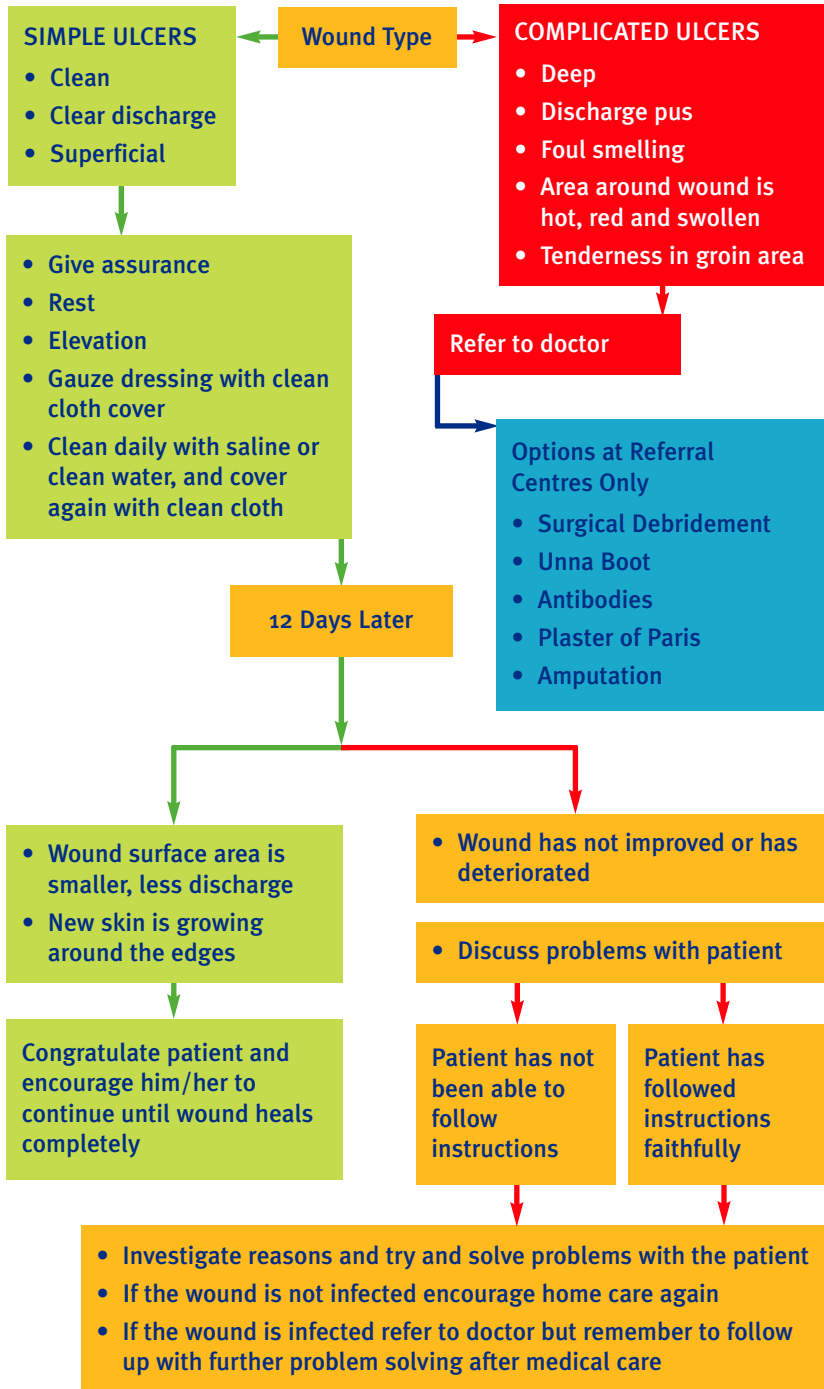 Wound Type
SIMPLE ULCERS
• Clean
• Clear discharge
• Superficial
COMPLICATED ULCERS
• Deep
• Discharge pus
• Foul smelling
• Area around wound is
hot, red and swollen
• Tenderness in groin area
• Give assurance
• Rest
• Elevation
• Gauze dressing with clean
cloth cover
• Clean daily with saline or
clean water, and cover
again with clean cloth
Refer to doctor
Options at Referral
Centres Only
• Surgical Debridement
• Unna Boot
• Antibodies
• Plaster of Paris
• Amputation
12 Days Later
• Wound surface area is
smaller, less discharge
• New skin is growing
around the edges
Congratulate patient and
encourage him/her to
continue until wound heals
completely
• Wound has not improved or has
deteriorated
• Discuss problems with patient
Patient has not
been able to
follow
instructions
Patient has
followed
instructions
faithfully
• Investigate reasons and try and solve problems with the patient
• If the wound is not infected encourage home care again
• If the wound is infected refer to doctor but remember to follow
up with further problem solving after medical care